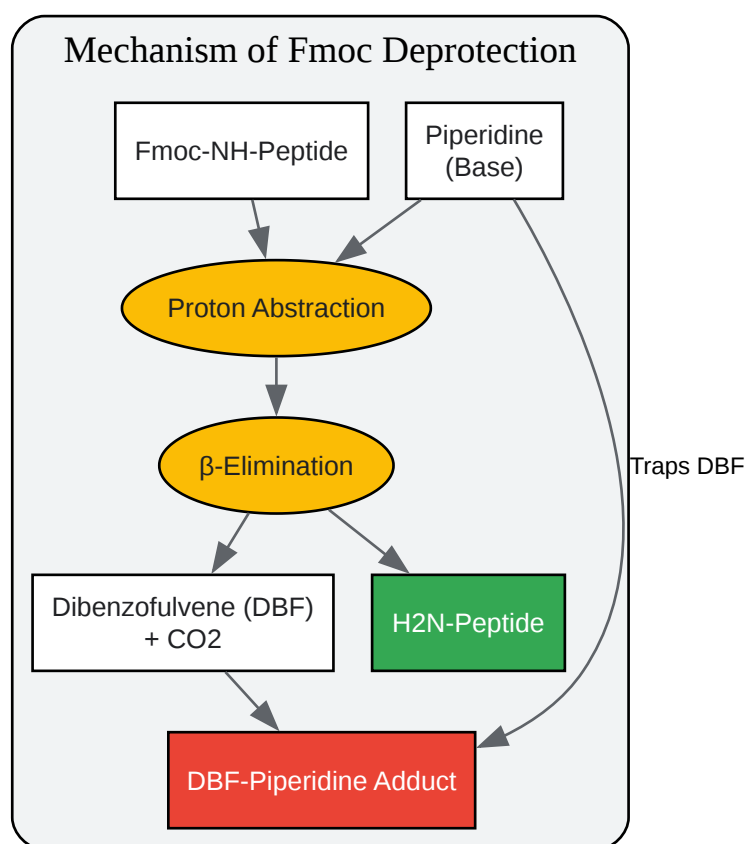 Mechanism of Fmoc Deprotection
Fmoc-NH-Peptide
Piperidine
(Base)
Proton Abstraction
β-Elimination
Traps DBF
Dibenzofulvene (DBF)
+ CO2
H2N-Peptide
DBF-Piperidine Adduct